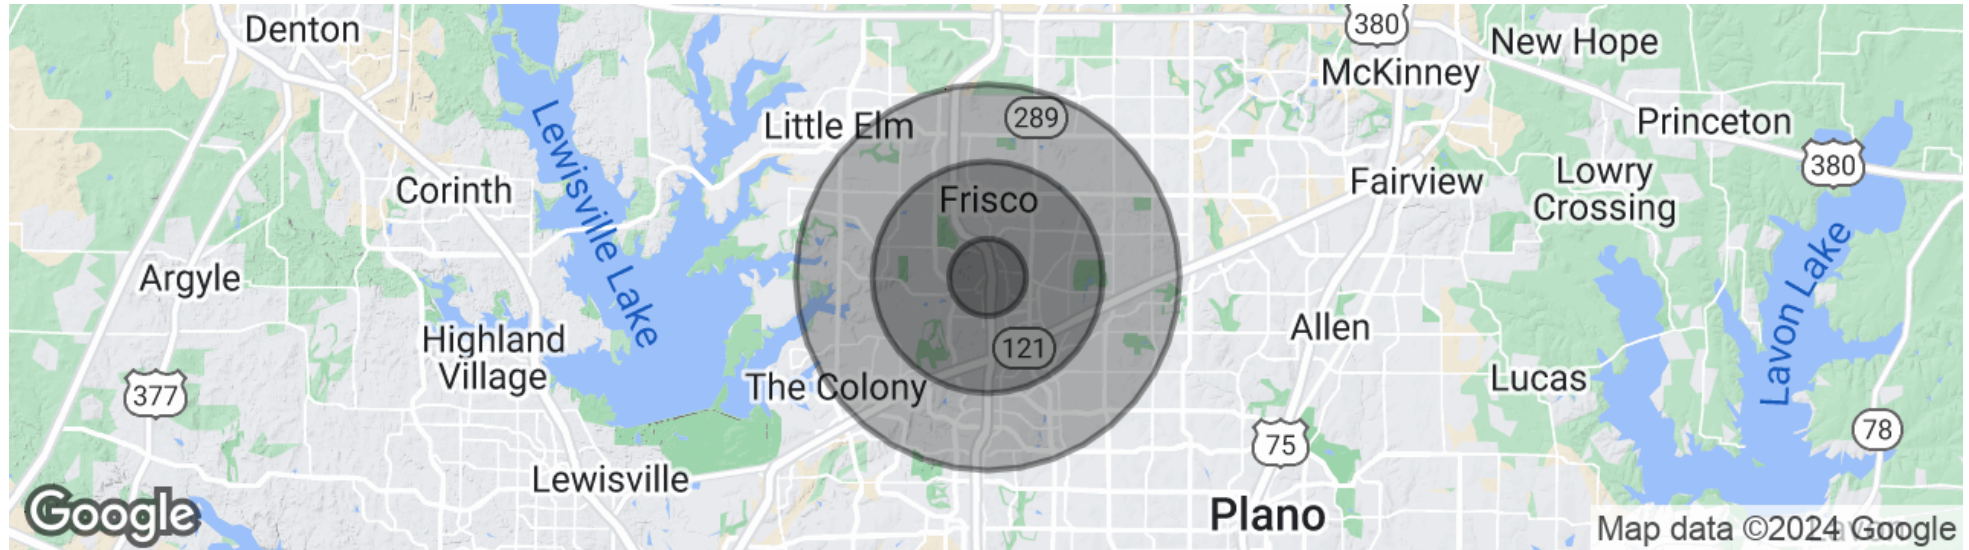 Denton
380
New Hope
McKinney
Lewisville Lake
Little Elm
289
Princeton
380
Corinth
Frisco
Fairview
Lowry
Crossing
Argyle
Highland
Village
121
Allen
Lavon Lake
377
The Colony
Lucas
75
78
Lewisville
Plano
Google
Map data ©2024 Google